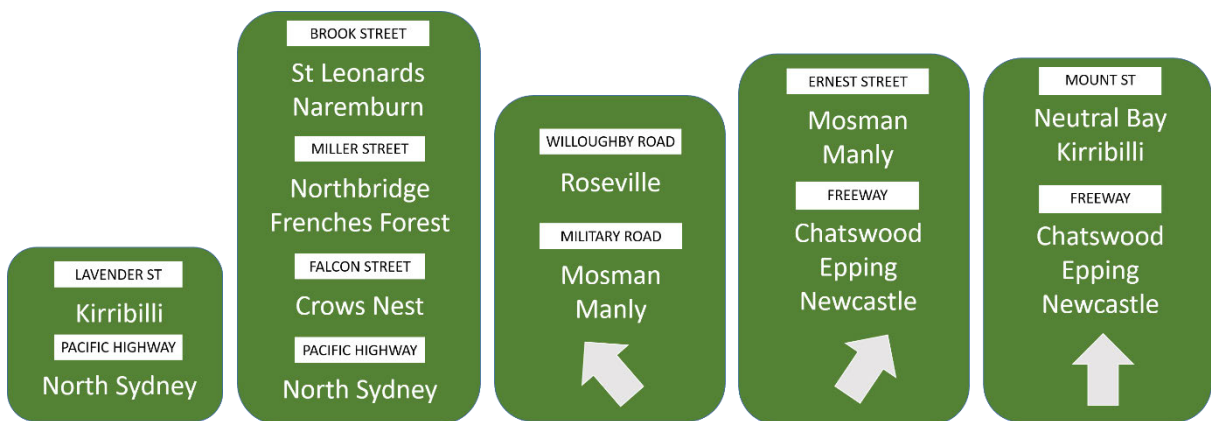 LAVENDER ST
Kirribilli
PACIFIC HIGHWAY
North Sydney
BROOK STREET
St Leonards
Naremburn
MILLER STREET
Northbridge
Frenches Forest
FALCON STREET
Crows Nest
PACIFIC HIGHWAY
North Sydney
WILLOUGHBY ROAD
Roseville
MILITARY ROAD
Mosman
Manly
ERNEST STREET
Mosman
Manly
FREEWAY
Chatswood
Epping
Newcastle
MOUNT ST
Neutral Bay
Kirribilli
FREEWAY
Chatswood
Epping
Newcastle